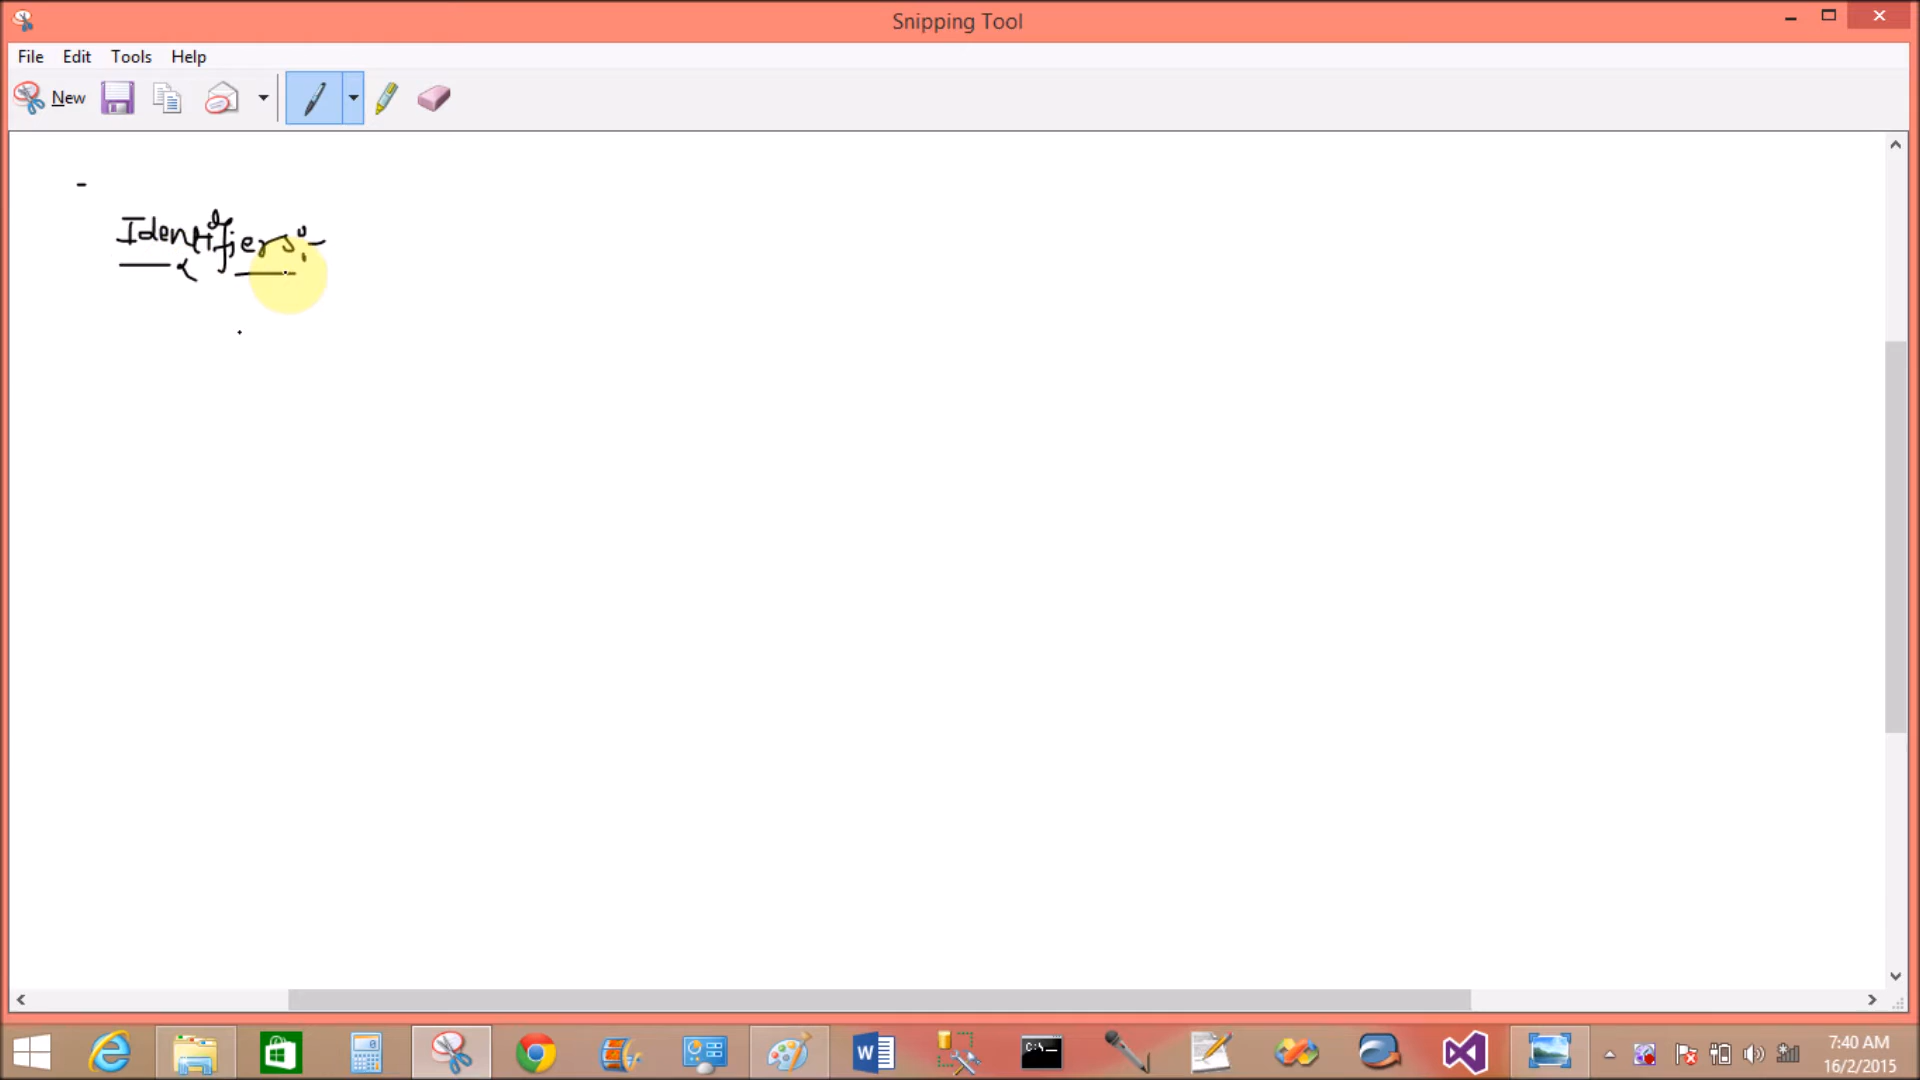 Snipping Tool
File Edit Tools Help
New
Identifiers:-
7:40 AM
16/2/2015